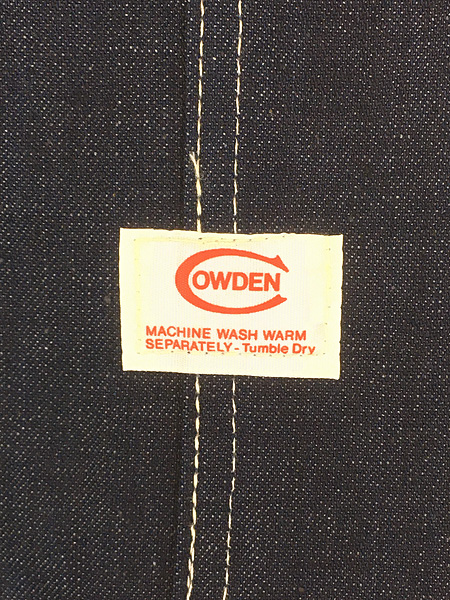 COWDEN
MACHINE WASH WARM
SEPARATELY - Tumble Dry